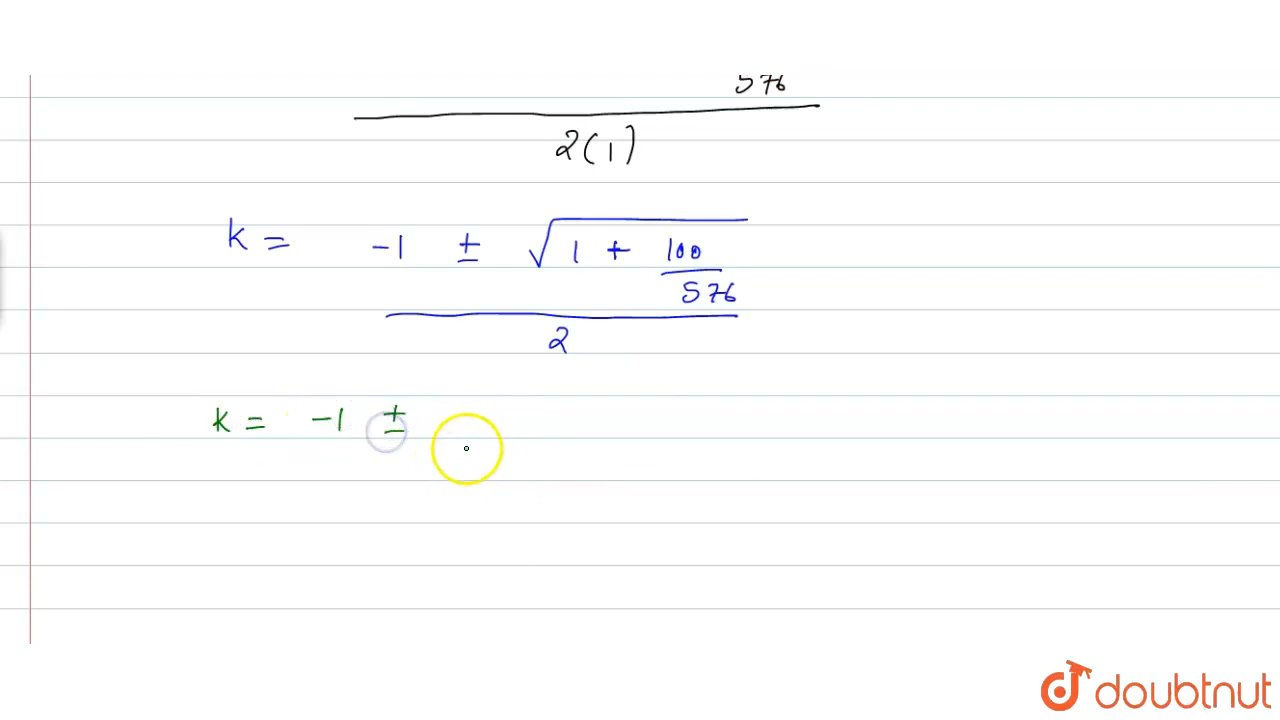 576
2(1)
k = -1 ± √1 + 100
576
2
k = -1 ±
doubtnut